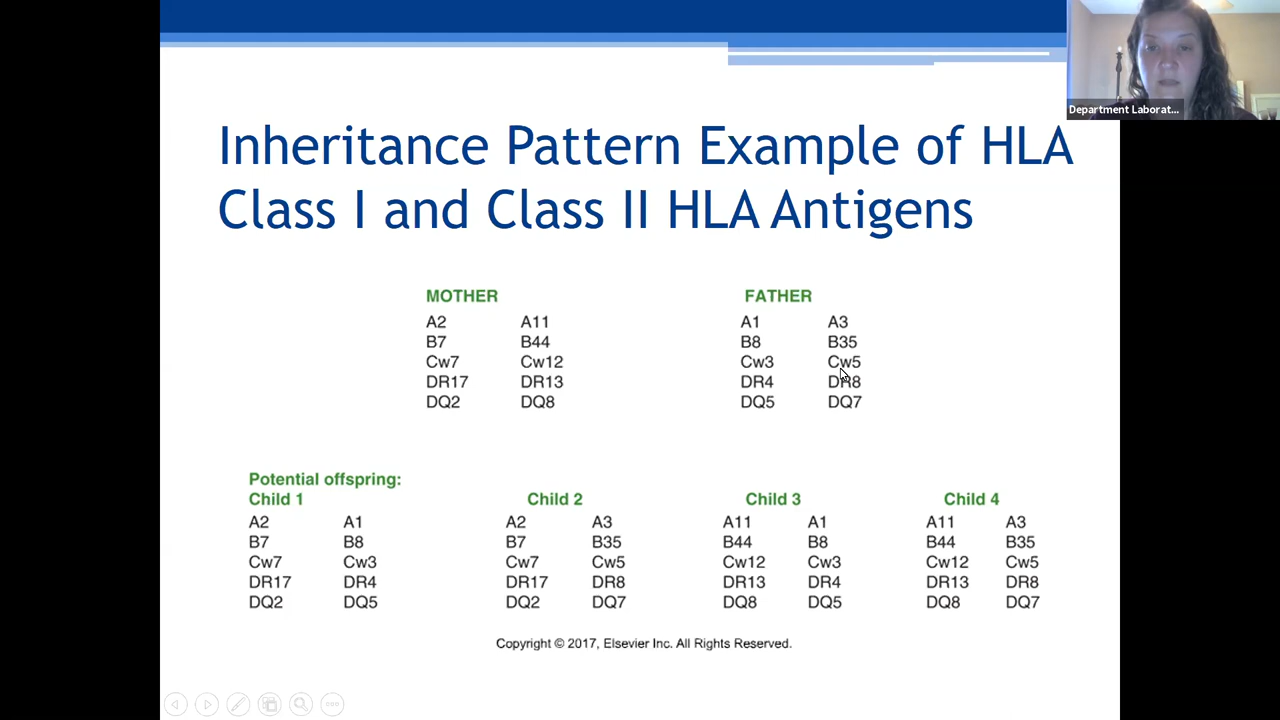 Department Laborat...
Inheritance Pattern Example of HLA
Class I and Class II HLA Antigens
MOTHER
A2 A11
B7 B44
Cw7 Cw12
DR17 DR13
DQ2 DQ8
FATHER
A1 A3
B8 B35
Cw3 Cw5
DR4 DR8
DQ5 DQ7
Potential offspring:
Child 1
A2 A1
B7 B8
Cw7 Cw3
DR17 DR4
DQ2 DQ5
Child 2
A2 A3
B7 B35
Cw7 Cw5
DR17 DR8
DQ2 DQ7
Child 3
A11 A1
B44 B8
Cw12 Cw3
DR13 DR4
DQ8 DQ5
Child 4
A11 A3
B44 B35
Cw12 Cw5
DR13 DR8
DQ8 DQ7
Copyright © 2017, Elsevier Inc. All Rights Reserved.